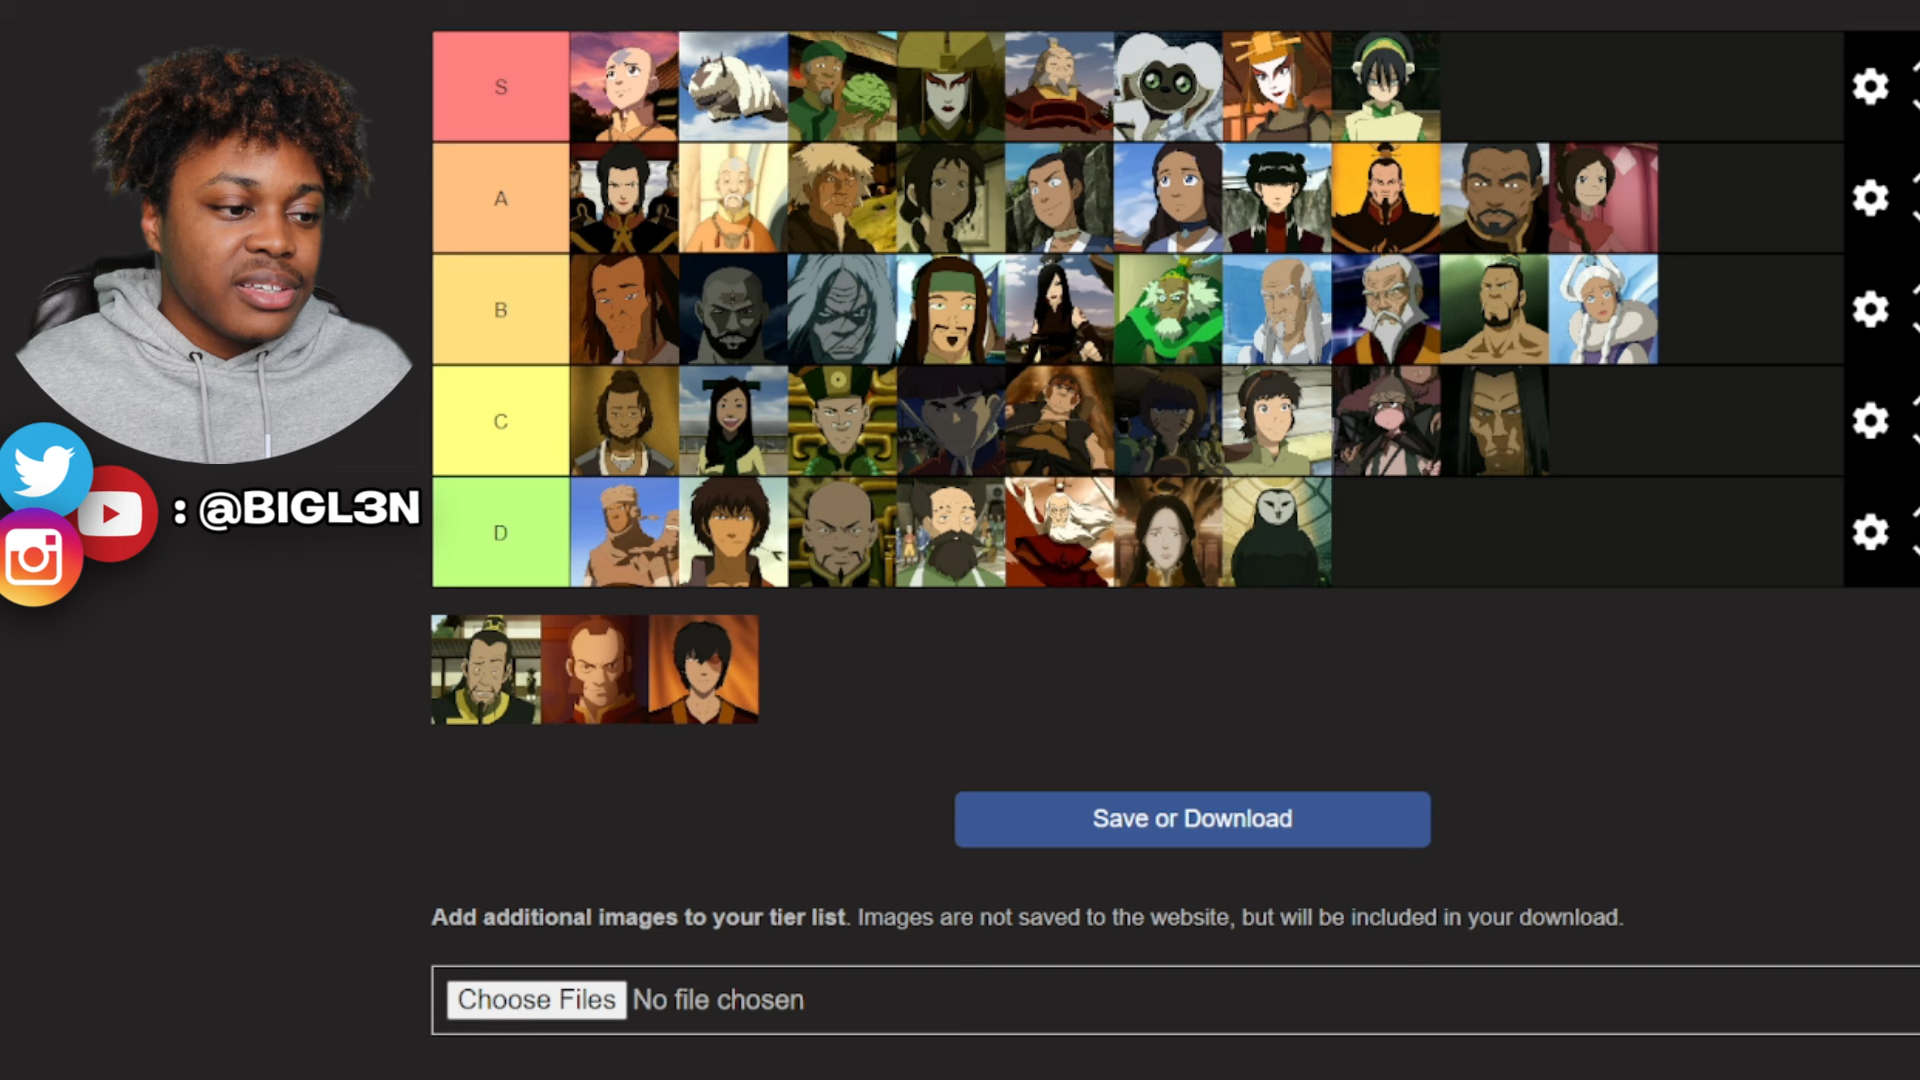 S
A
B
C
D
: @BIGL3N
Save or Download
Add additional images to your tier list. Images are not saved to the website, but will be included in your download.
Choose Files No file chosen